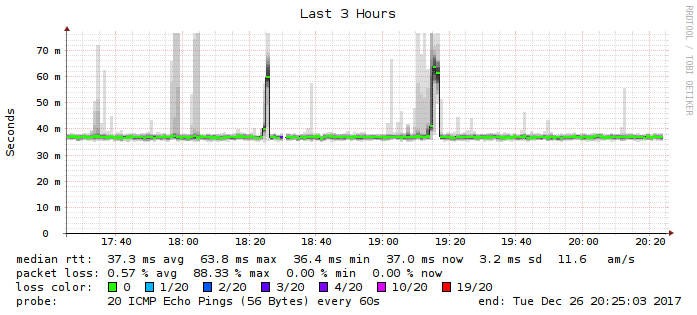 Last 3 Hours
RRDTOOL / TOBI OETIKER
Seconds
70 m
60 m
50 m
40 m
30 m
20 m
10 m
0
17:40 18:00 18:20 18:40 19:00 19:20 19:40 20:00 20:20
median rtt: 37.3 ms avg 63.8 ms max 36.4 ms min 37.0 ms now 3.2 ms sd 11.6 am/s
packet loss: 0.57 % avg 88.33 % max 0.00 % min 0.00 % now
loss color: 0 1/20 2/20 3/20 4/20 10/20 19/20
probe: 20 ICMP Echo Pings (56 Bytes) every 60s end: Tue Dec 26 20:25:03 2017